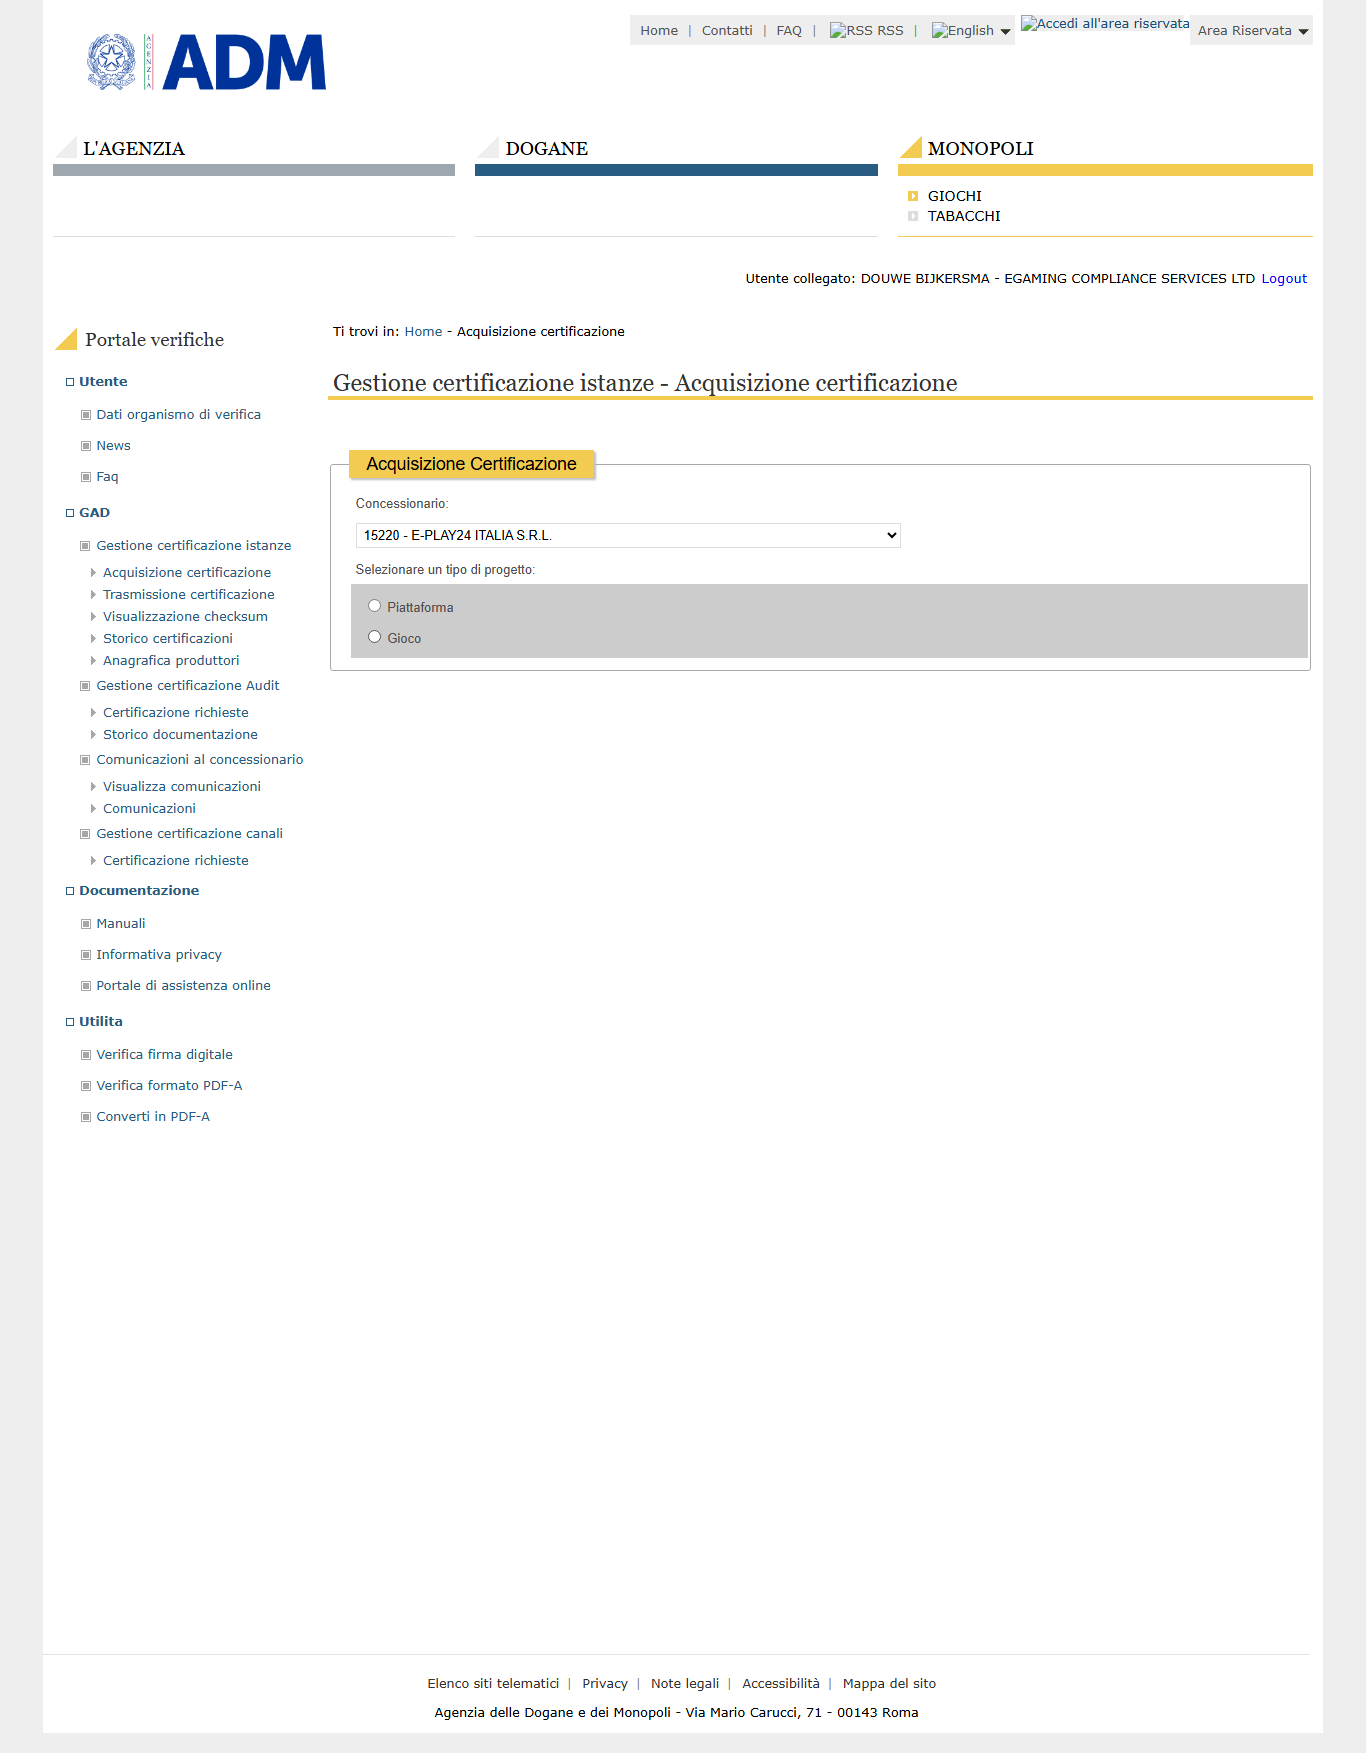 Home | Contatti | FAQ | RSS RSS | English Accedi all'area riservata Area Riservata
AGENZIA ADM
L'AGENZIA
DOGANE
MONOPOLI
GIOCHI
TABACCHI
Utente collegato: DOUWE BIJKERSMA - EGAMING COMPLIANCE SERVICES LTD Logout
Portale verifiche
Utente
Dati organismo di verifica
News
Faq
GAD
Gestione certificazione istanze
Acquisizione certificazione
Trasmissione certificazione
Visualizzazione checksum
Storico certificazioni
Anagrafica produttori
Gestione certificazione Audit
Certificazione richieste
Storico documentazione
Comunicazioni al concessionario
Visualizza comunicazioni
Comunicazioni
Gestione certificazione canali
Certificazione richieste
Documentazione
Manuali
Informativa privacy
Portale di assistenza online
Utilita
Verifica firma digitale
Verifica formato PDF-A
Converti in PDF-A
Ti trovi in: Home - Acquisizione certificazione
Gestione certificazione istanze - Acquisizione certificazione
Acquisizione Certificazione
Concessionario:
15220 - E-PLAY24 ITALIA S.R.L.
Selezionare un tipo di progetto:
Piattaforma
Gioco
Elenco siti telematici | Privacy | Note legali | Accessibilità | Mappa del sito
Agenzia delle Dogane e dei Monopoli - Via Mario Carucci, 71 - 00143 Roma